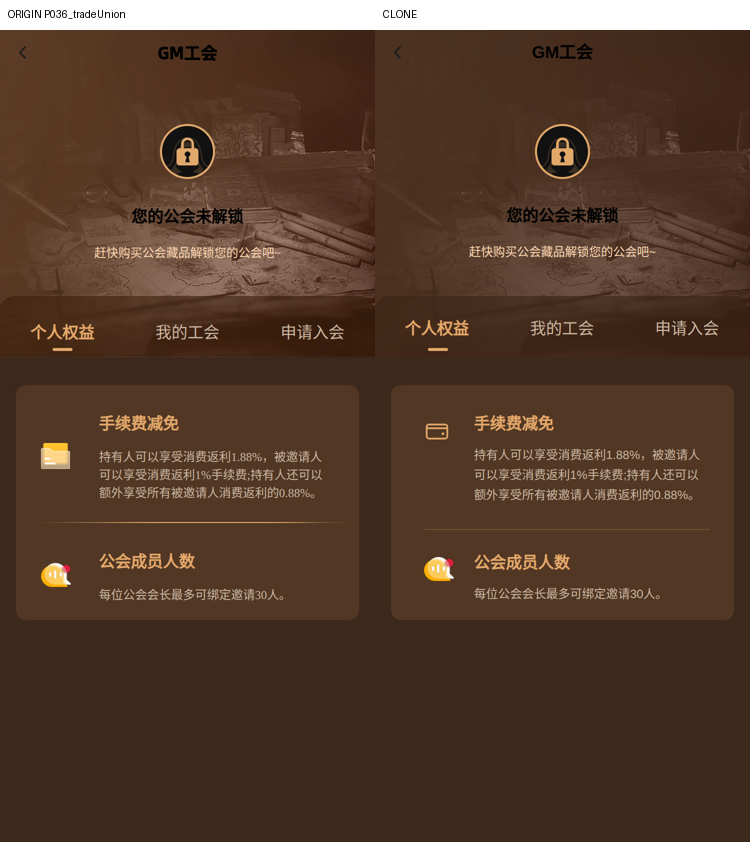 ORIGIN P036_tradeUnion
GM工会
您的公会未解锁
赶快购买公会藏品解锁您的公会吧~
个人权益
我的工会
申请入会
手续费减免
持有人可以享受消费返利1.88%，被邀请人
可以享受消费返利1%手续费;持有人还可以
额外享受所有被邀请人消费返利的0.88%。
公会成员人数
每位公会会长最多可绑定邀请30人。
CLONE
GM工会
您的公会未解锁
赶快购买公会藏品解锁您的公会吧~
个人权益
我的工会
申请入会
手续费减免
持有人可以享受消费返利1.88%，被邀请人
可以享受消费返利1%手续费;持有人还可以
额外享受所有被邀请人消费返利的0.88%。
公会成员人数
每位公会会长最多可绑定邀请30人。